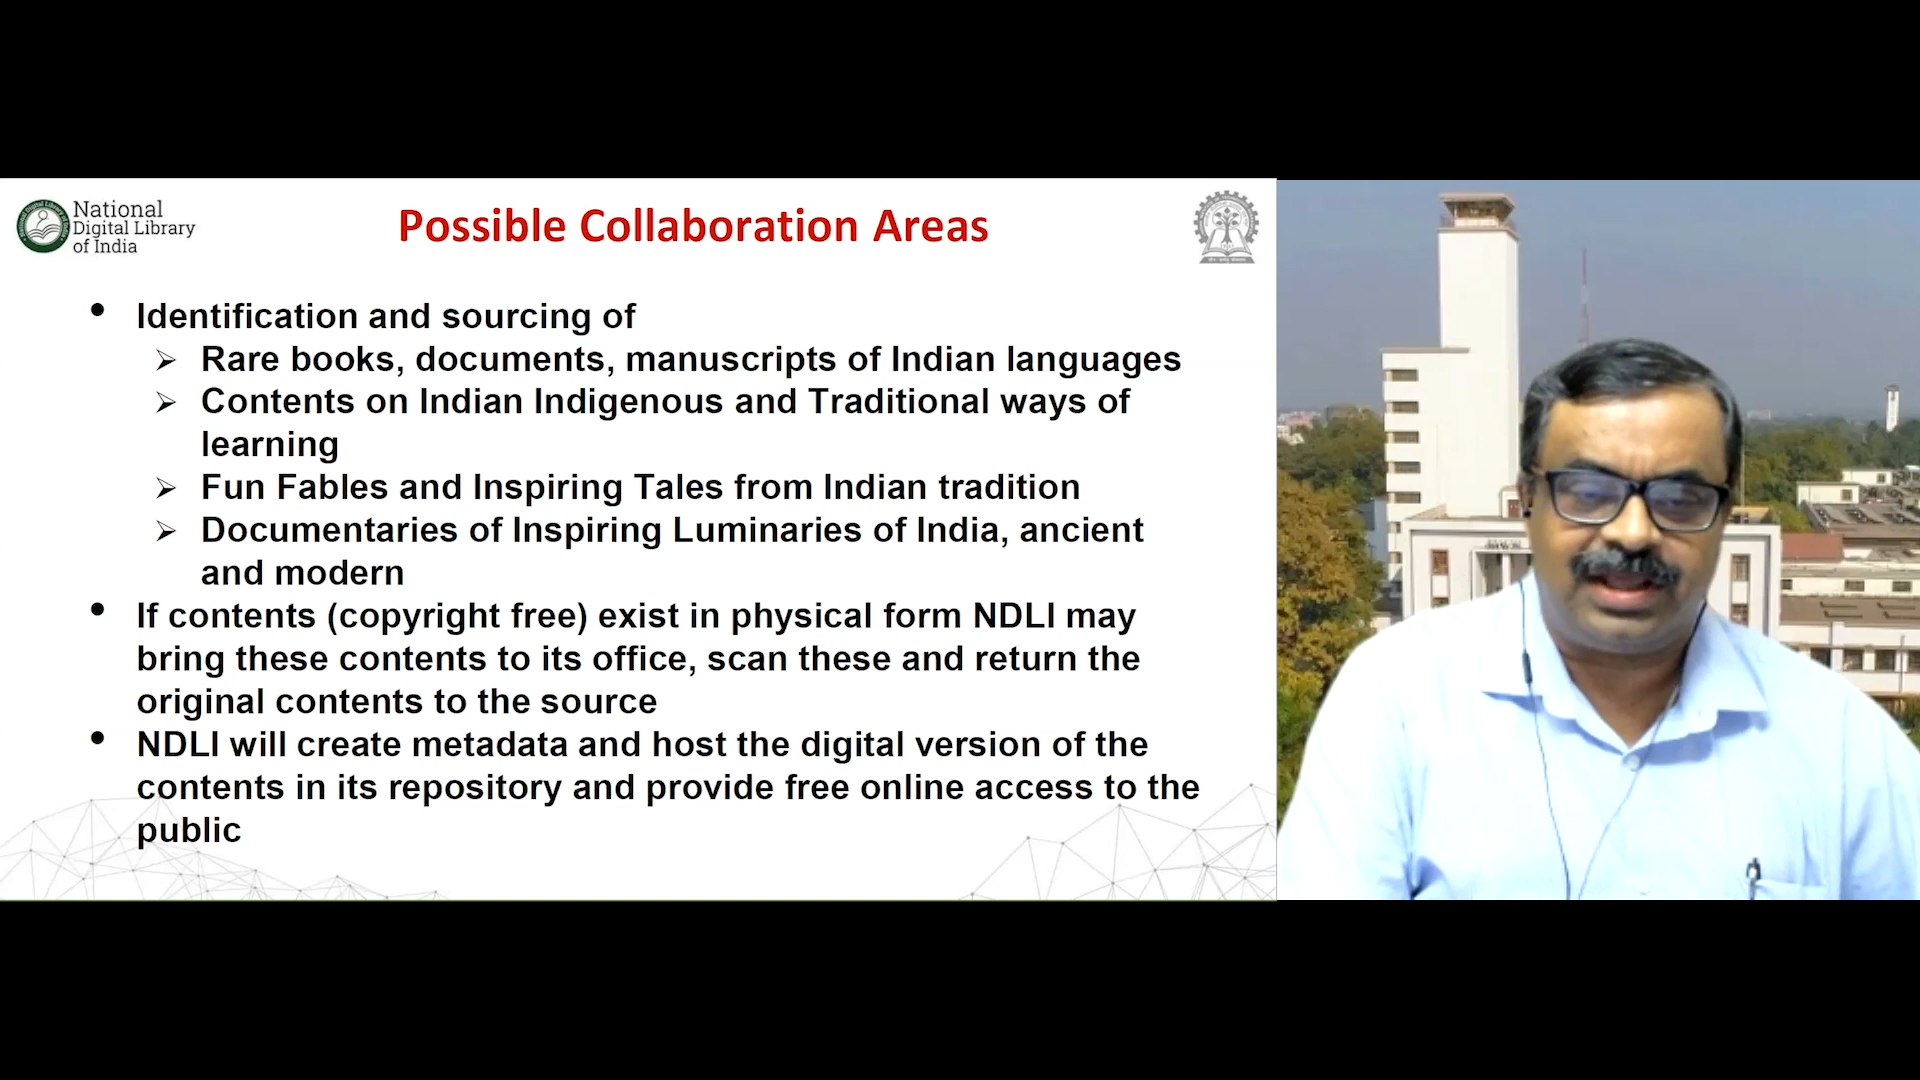 National
Digital Library
of India
Possible Collaboration Areas
• Identification and sourcing of
➢ Rare books, documents, manuscripts of Indian languages
➢ Contents on Indian Indigenous and Traditional ways of
learning
➢ Fun Fables and Inspiring Tales from Indian tradition
➢ Documentaries of Inspiring Luminaries of India, ancient
and modern
• If contents (copyright free) exist in physical form NDLI may
bring these contents to its office, scan these and return the
original contents to the source
• NDLI will create metadata and host the digital version of the
contents in its repository and provide free online access to the
public